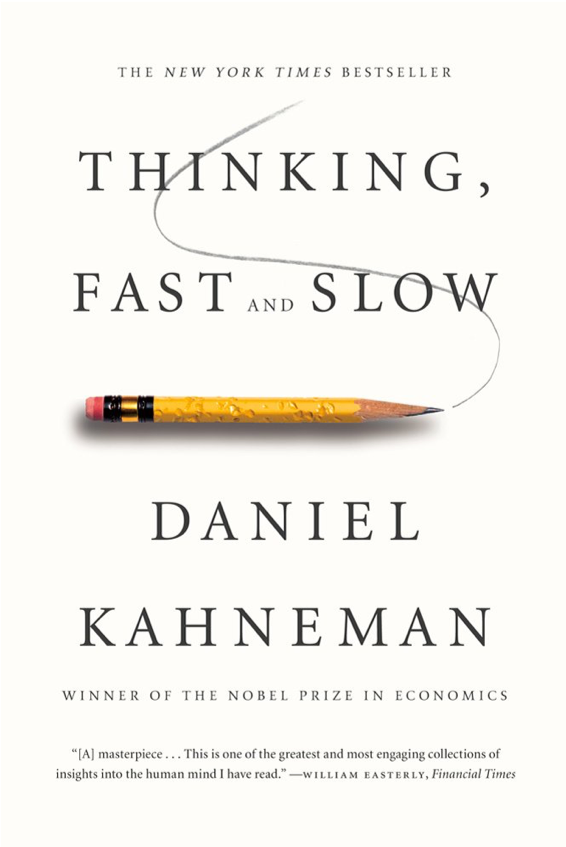 THE NEW YORK TIMES BESTSELLER
THINKING,
FAST AND SLOW
DANIEL
KAHNEMAN
WINNER OF THE NOBEL PRIZE IN ECONOMICS
“[A] masterpiece . . . This is one of the greatest and most engaging collections of
insights into the human mind I have read.” —WILLIAM EASTERLY, Financial Times